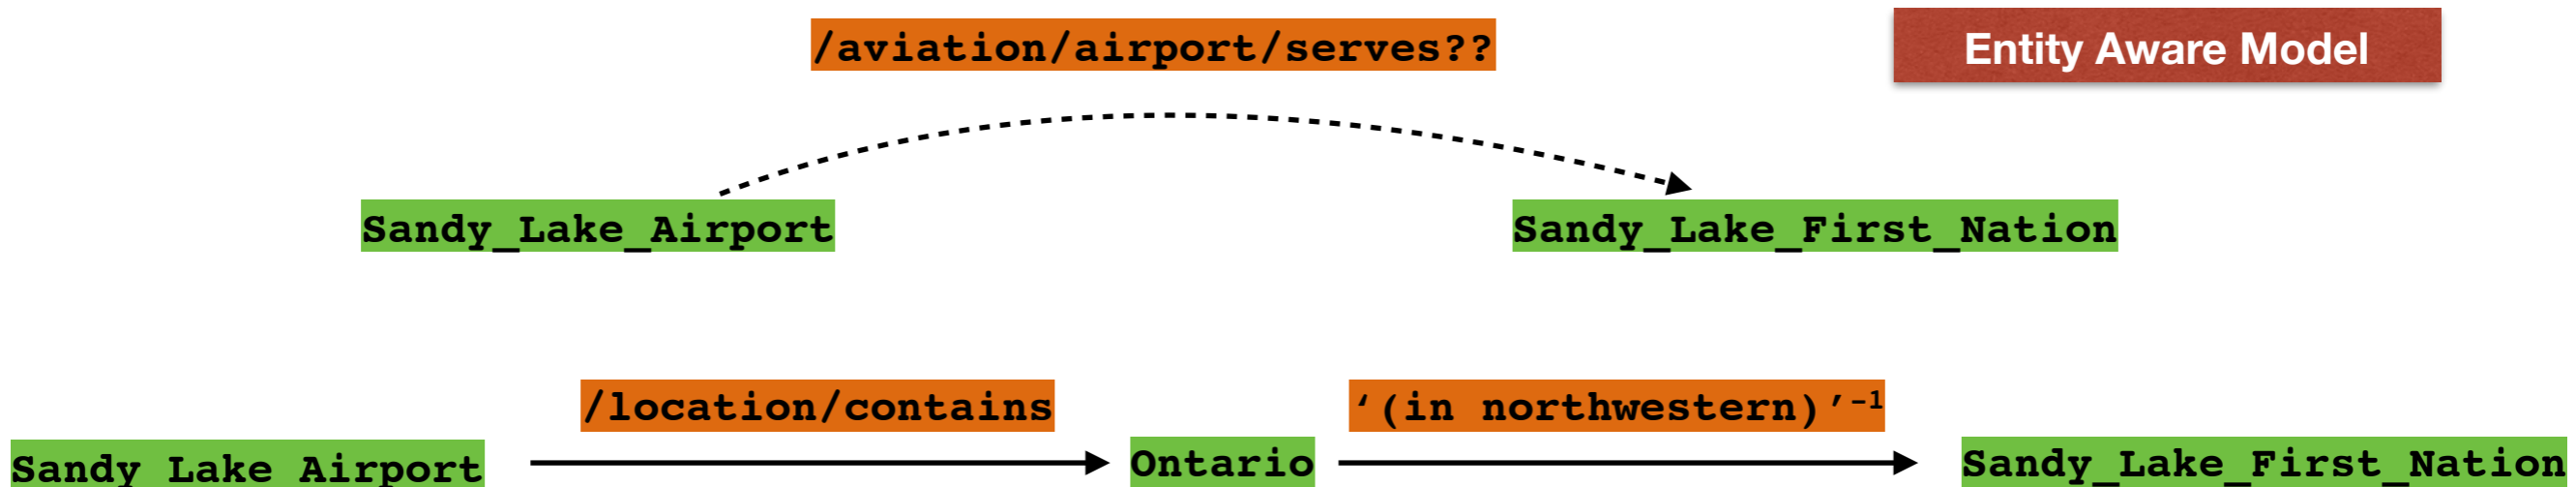 /aviation/airport/serves??
Entity Aware Model
Sandy_Lake_Airport
Sandy_Lake_First_Nation
/location/contains
‘(in northwestern)’⁻¹
Sandy_Lake_Airport
Ontario
Sandy_Lake_First_Nation